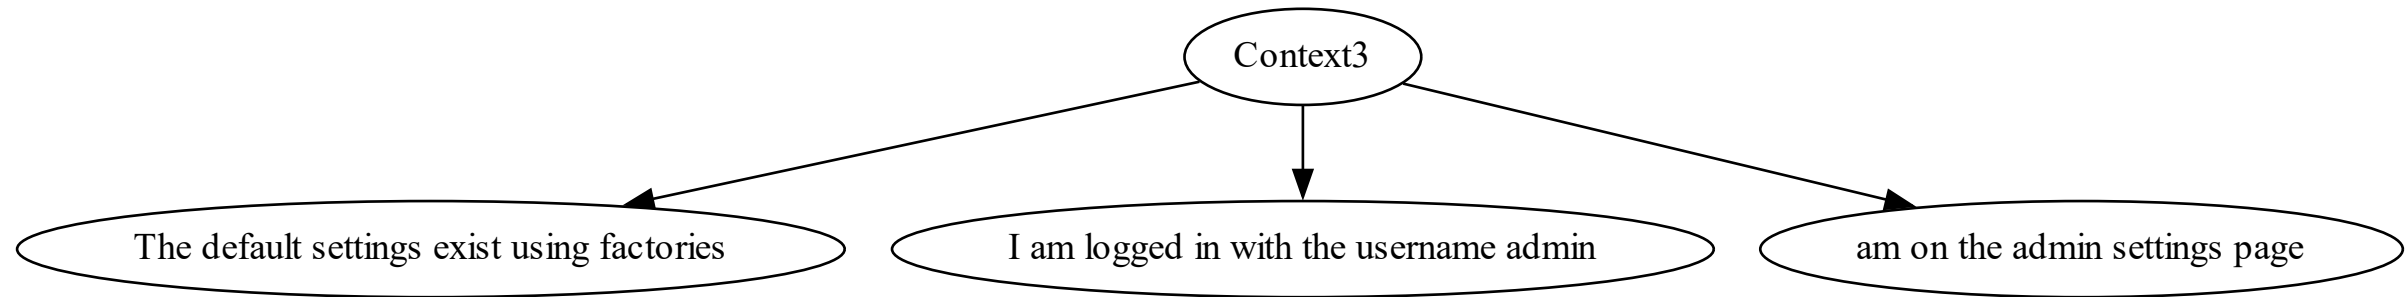 Context3
The default settings exist using factories
I am logged in with the username admin
am on the admin settings page